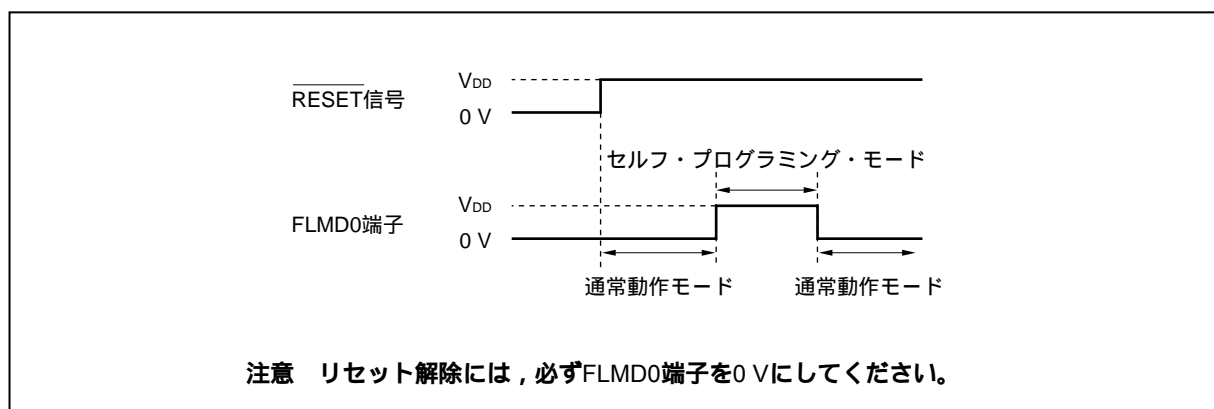 VDD
RESET信号
0 V
セルフ・プログラミング・モード
VDD
FLMD0端子
0 V
通常動作モード 通常動作モード
注意 リセット解除には，必ずFLMD0端子を0 Vにしてください。